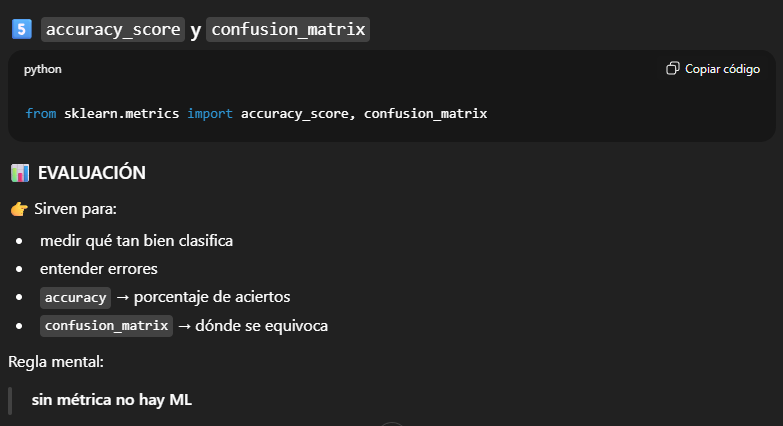 5 accuracy_score y confusion_matrix
python
Copiar código
from sklearn.metrics import accuracy_score, confusion_matrix
📊 EVALUACIÓN
👉 Sirven para:
• medir qué tan bien clasifica
• entender errores
• accuracy → porcentaje de aciertos
• confusion_matrix → dónde se equivoca
Regla mental:
sin métrica no hay ML